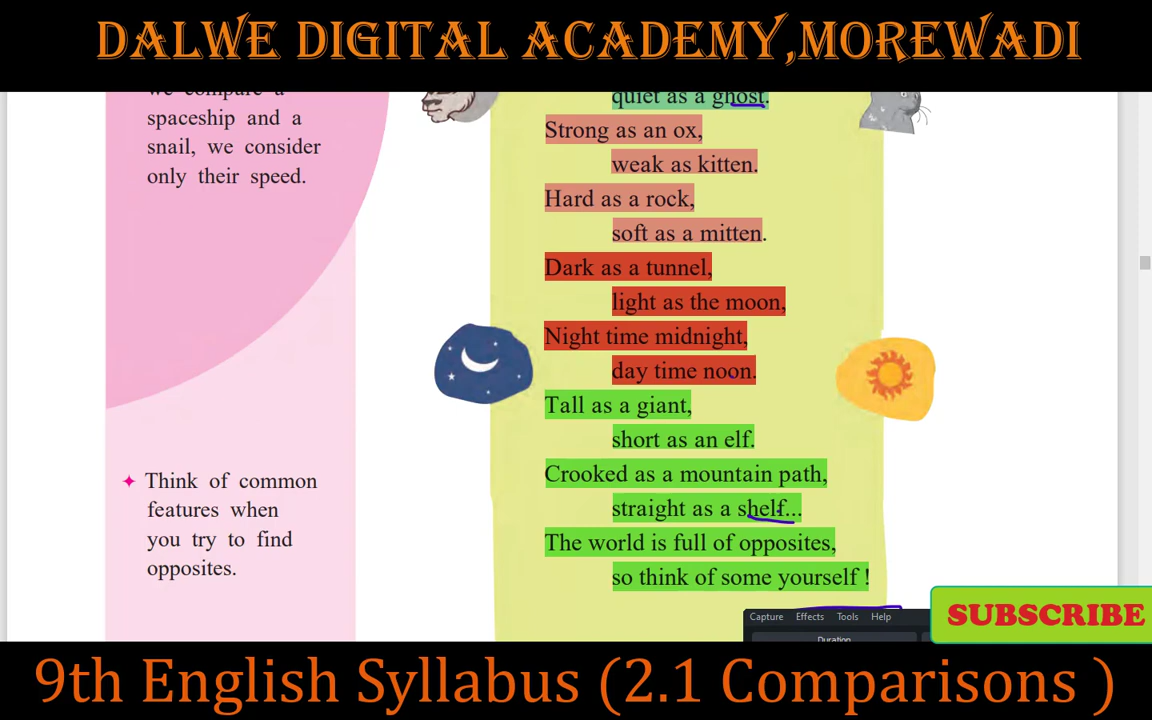 DALWE DIGITAL ACADEMY,MOREWADI
we compare a
spaceship and a
snail, we consider
only their speed.
✦ Think of common
features when
you try to find
opposites.
quiet as a ghost.
Strong as an ox,
weak as kitten.
Hard as a rock,
soft as a mitten.
Dark as a tunnel,
light as the moon,
Night time midnight,
day time noon.
Tall as a giant,
short as an elf.
Crooked as a mountain path,
straight as a shelf...
The world is full of opposites,
so think of some yourself !
Capture Effects Tools Help
Duration
SUBSCRIBE
9th English Syllabus (2.1 Comparisons )